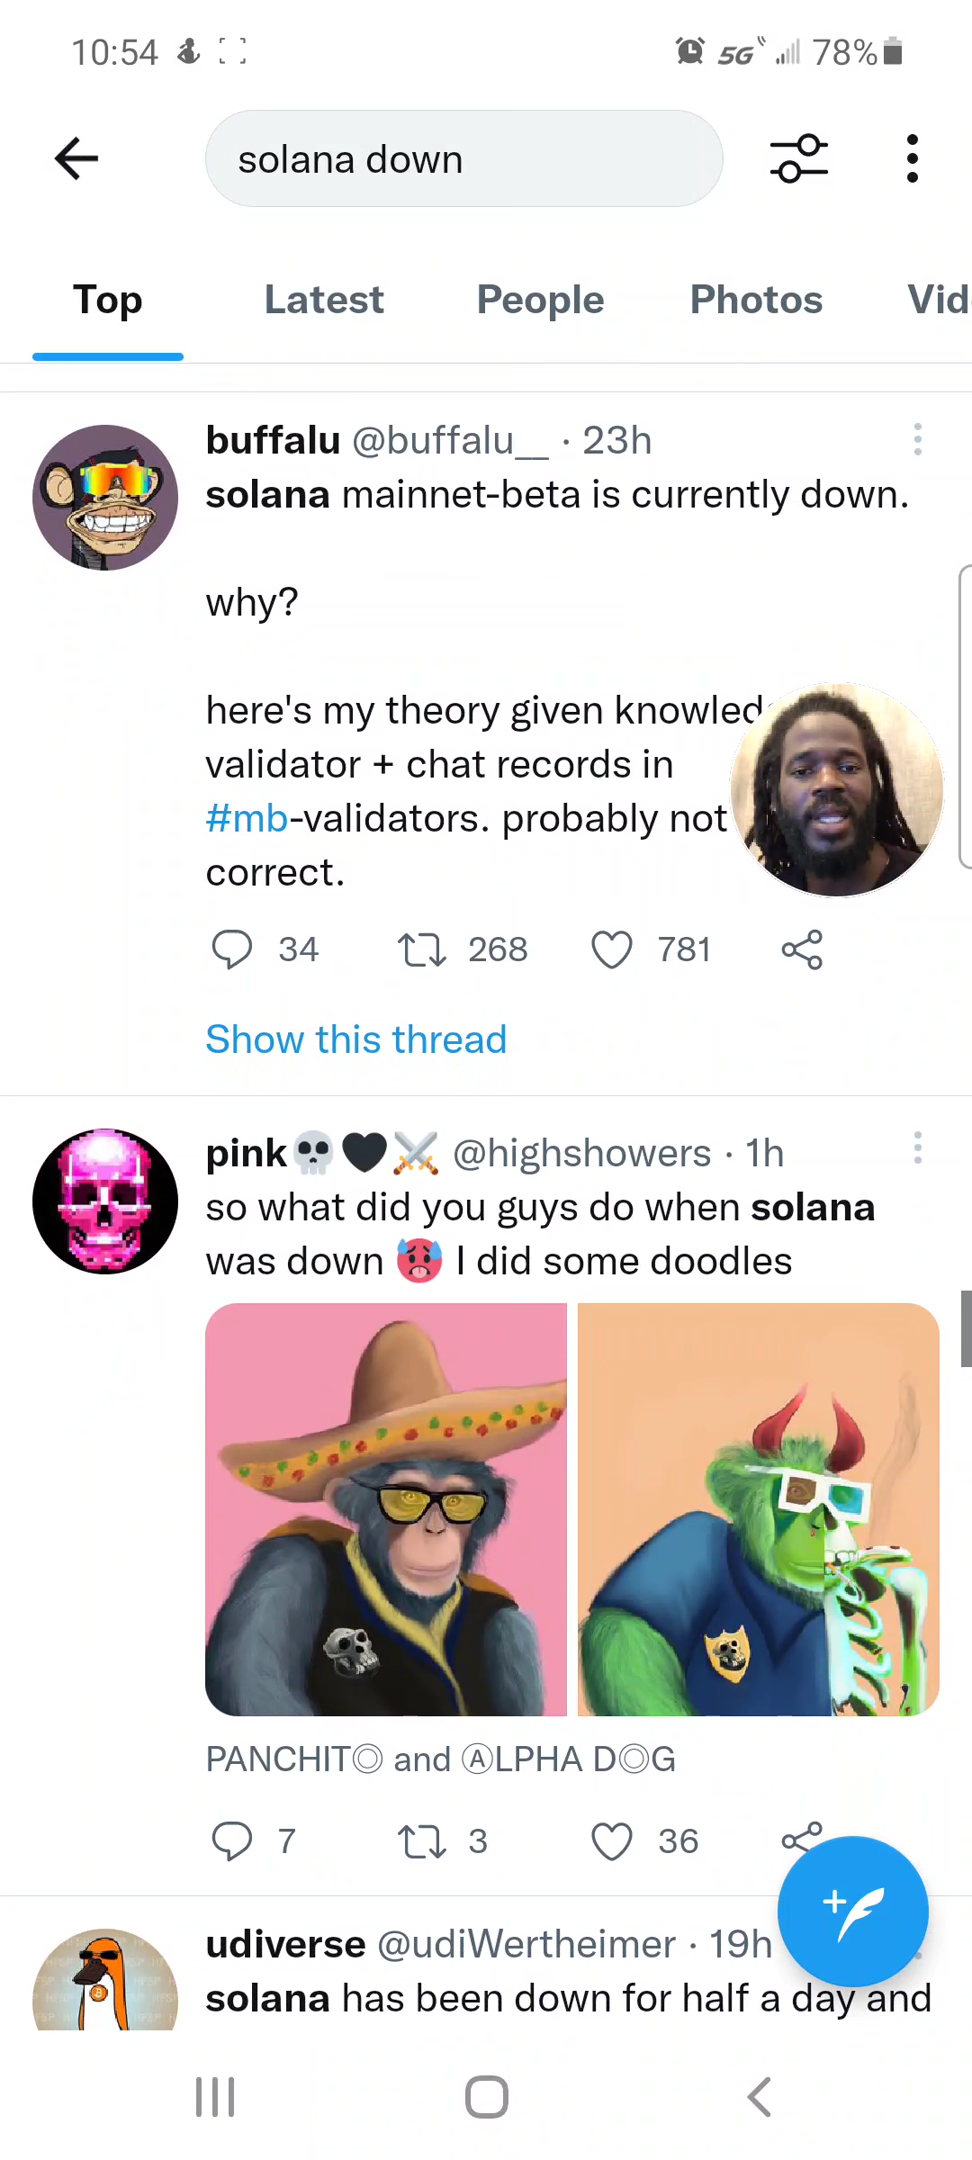 10:54
5G 78%
solana down
Top Latest People Photos Vid
buffalu @buffalu__ · 23h
solana mainnet-beta is currently down.
why?
here's my theory given knowled
validator + chat records in
#mb-validators. probably not
correct.
34 268 781
Show this thread
pink💀🖤⚔️ @highshowers · 1h
so what did you guys do when solana
was down 🥵 I did some doodles
PANCHITⓄ and ⒶLPHA DⓄG
7 3 36
udiverse @udiWertheimer · 19h
solana has been down for half a day and